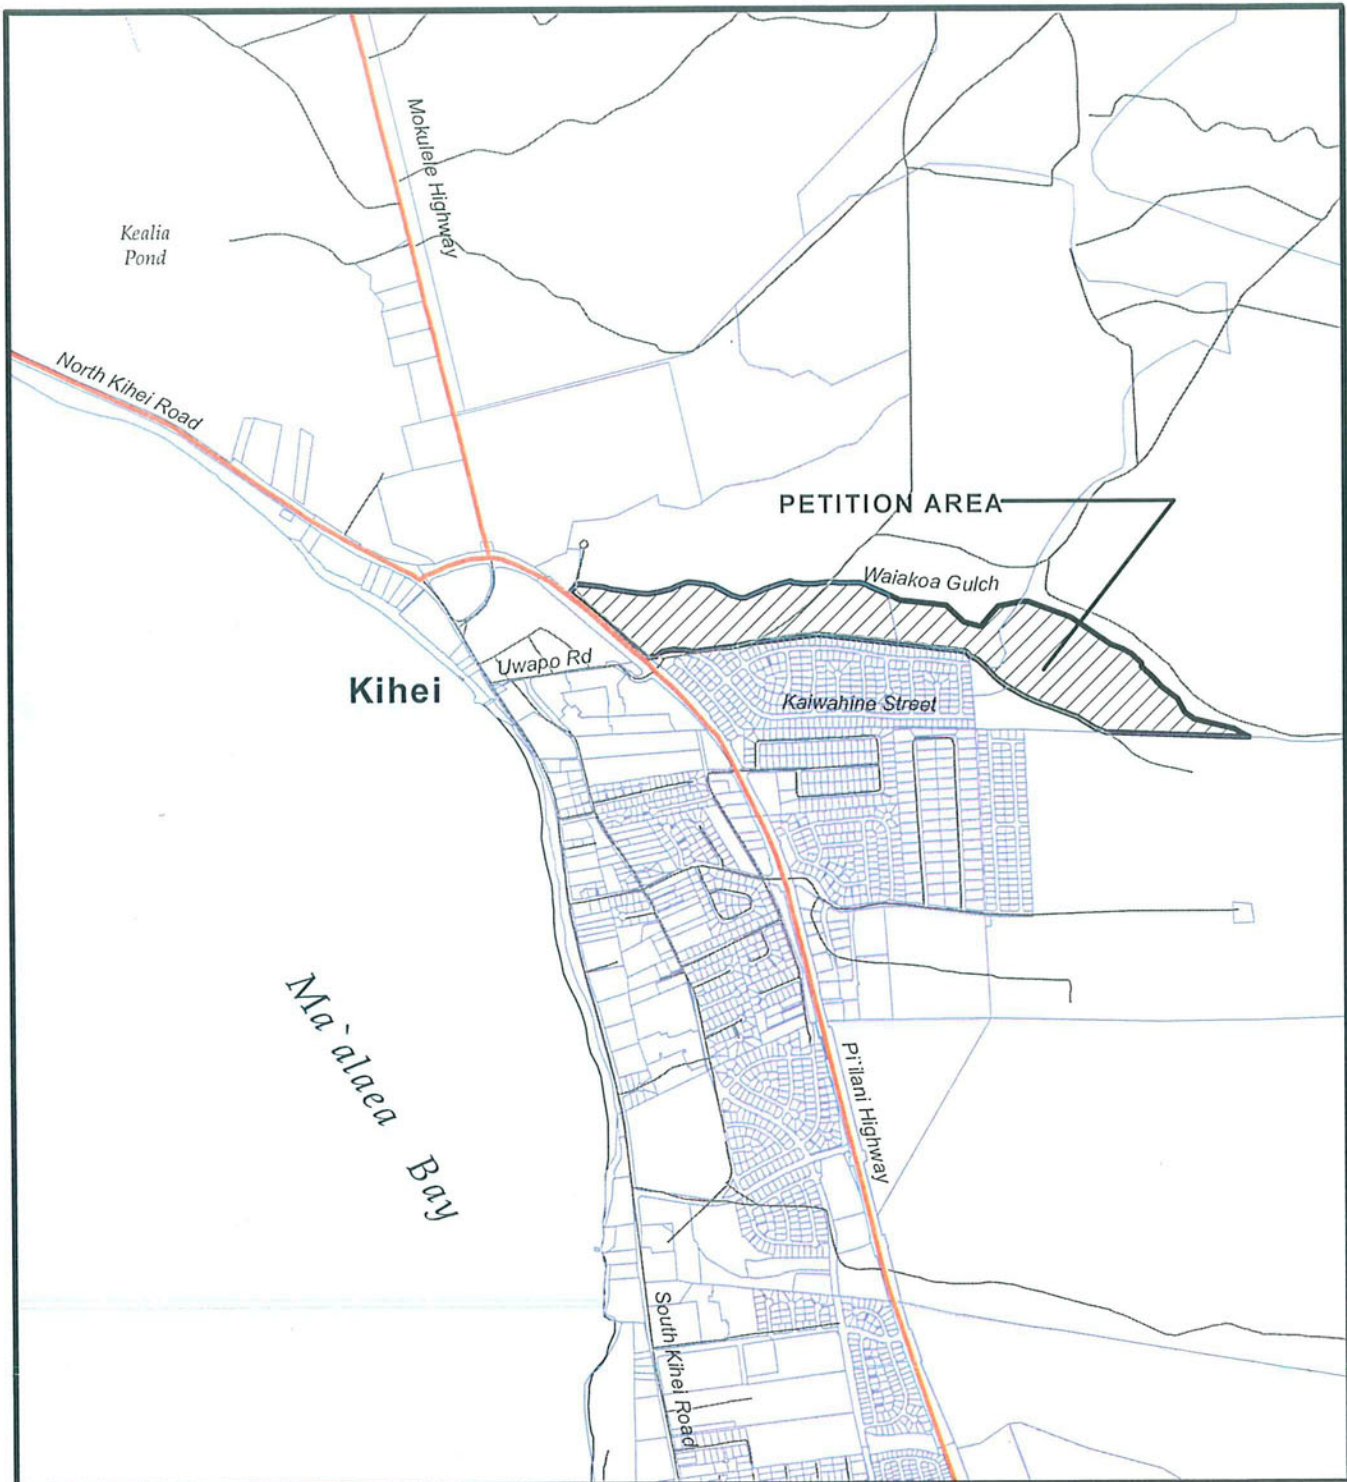 Mokulele Highway
Kealia
Pond
North Kihei Road
PETITION AREA
Waiakoa Gulch
Uwapo Rd
Kihei
Kaiwahine Street
Ma`alaea Bay
Pi`ilani Highway
South Kihei Road